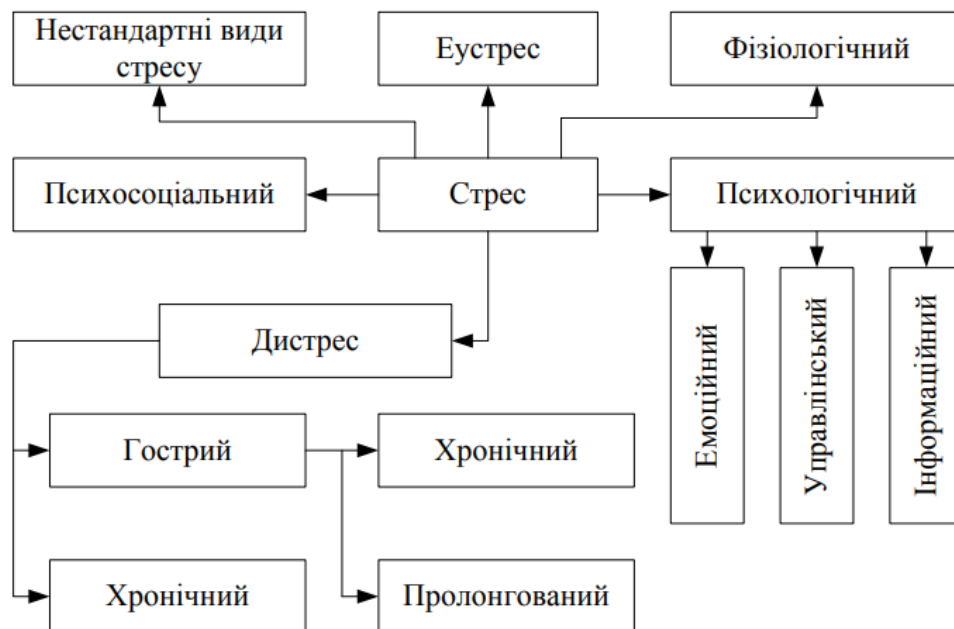 Нестандартні види
стресу
Еустрес
Фізіологічний
Психосоціальний
Стрес
Психологічний
Дистрес
Емоційний
Управлінський
Інформаційний
Гострий
Хронічний
Хронічний
Пролонгований